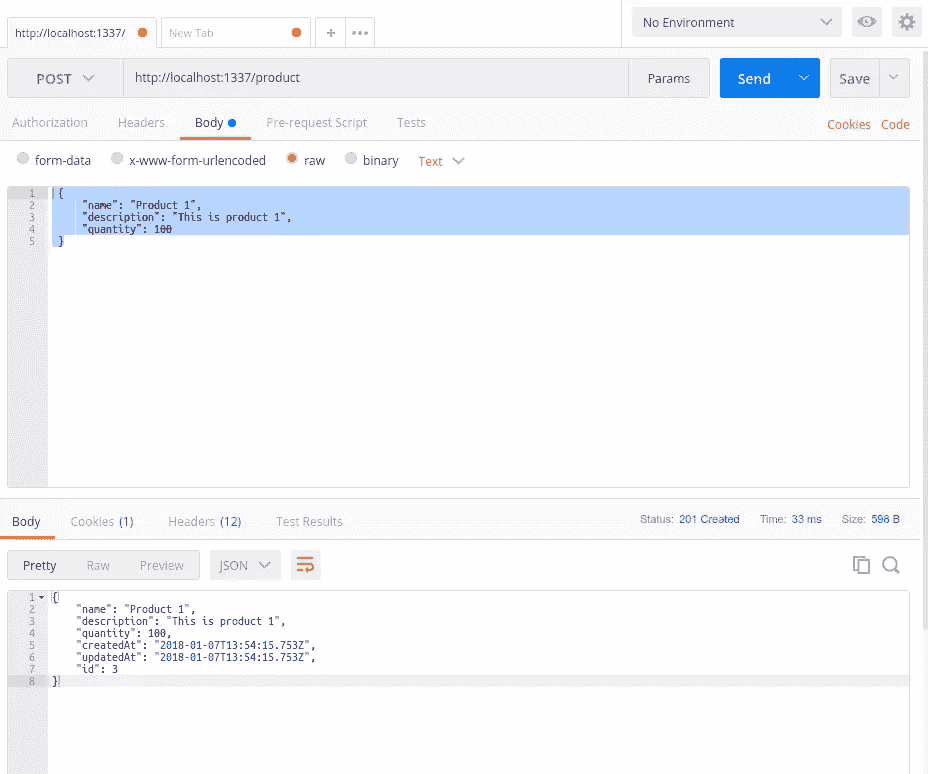 http://localhost:1337/ New Tab + ••• No Environment
POST http://localhost:1337/product Params Send Save
Authorization Headers Body Pre-request Script Tests Cookies Code
form-data x-www-form-urlencoded raw binary Text
1 {
2 "name": "Product 1",
3 "description": "This is product 1",
4 "quantity": 100
5 }
Body Cookies (1) Headers (12) Test Results Status: 201 Created Time: 33 ms Size: 598 B
Pretty Raw Preview JSON
1 {
2 "name": "Product 1",
3 "description": "This is product 1",
4 "quantity": 100,
5 "createdAt": "2018-01-07T13:54:15.753Z",
6 "updatedAt": "2018-01-07T13:54:15.753Z",
7 "id": 3
8 }